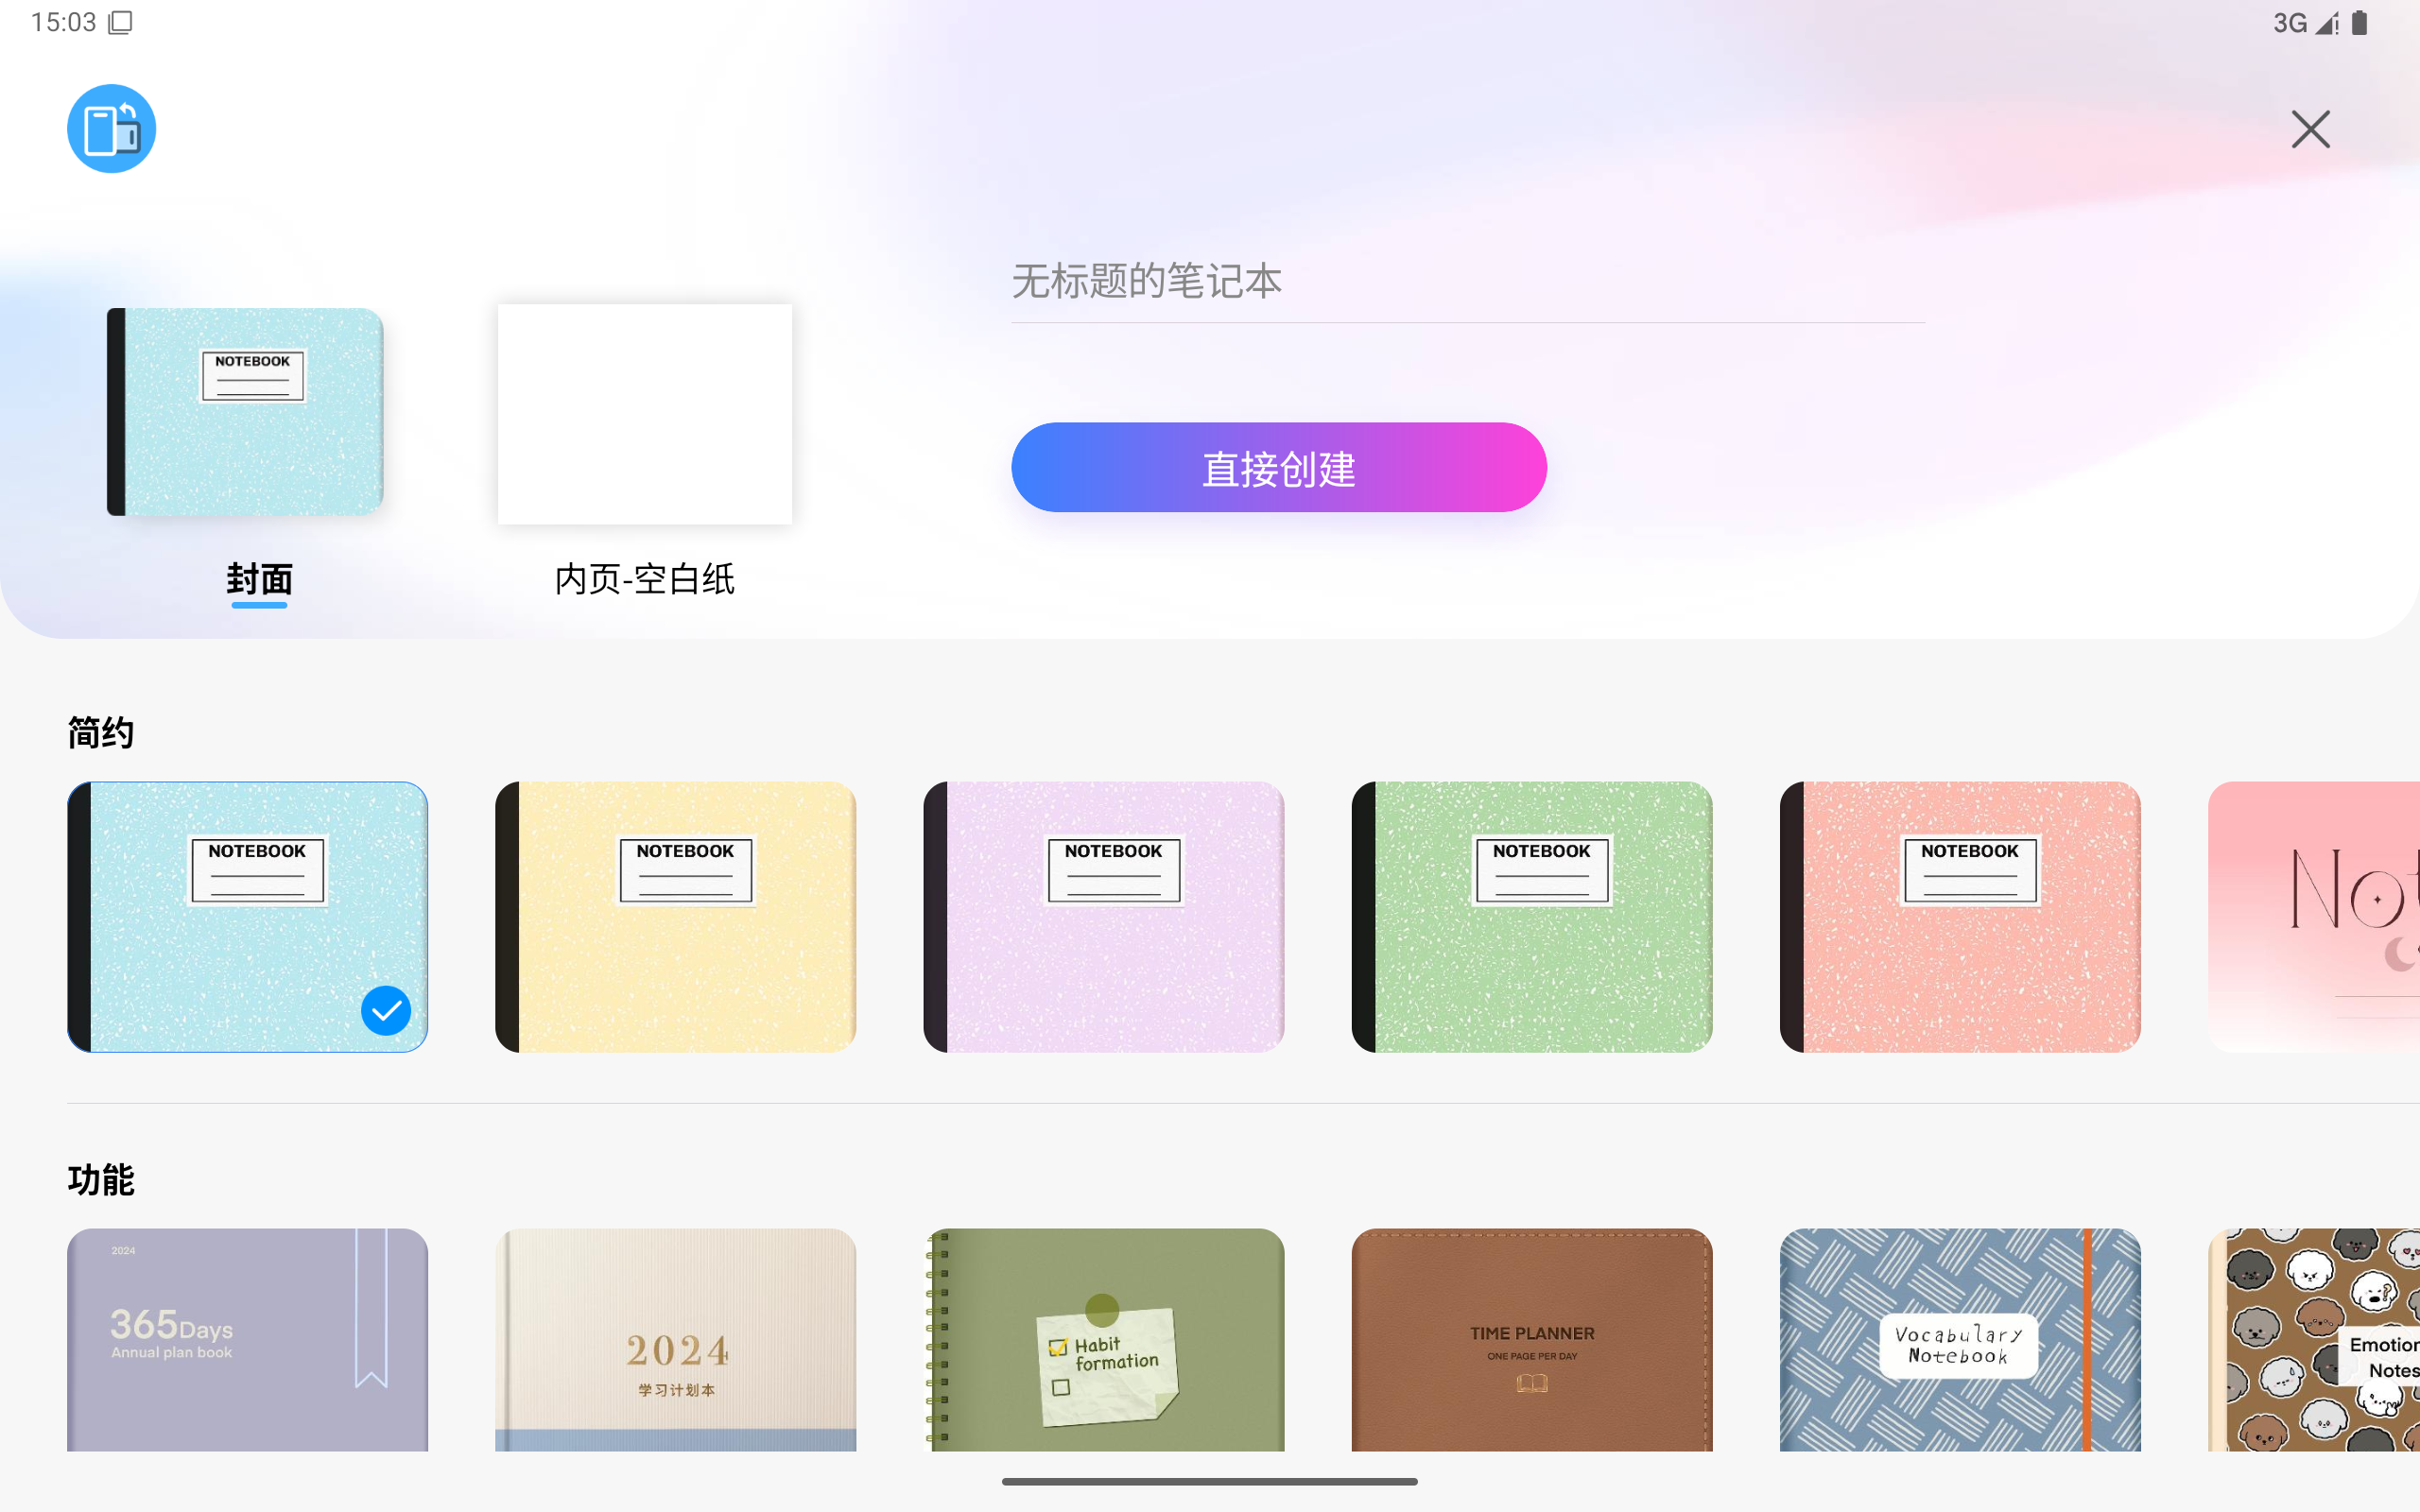 15:03
3G
无标题的笔记本
NOTEBOOK
直接创建
封面
内页-空白纸
简约
NOTEBOOK
NOTEBOOK
NOTEBOOK
NOTEBOOK
NOTEBOOK
功能
2024
365Days
Annual plan book
2024
学习计划本
Habit
formation
TIME PLANNER
ONE PAGE PER DAY
Vocabulary
Notebook
Notes